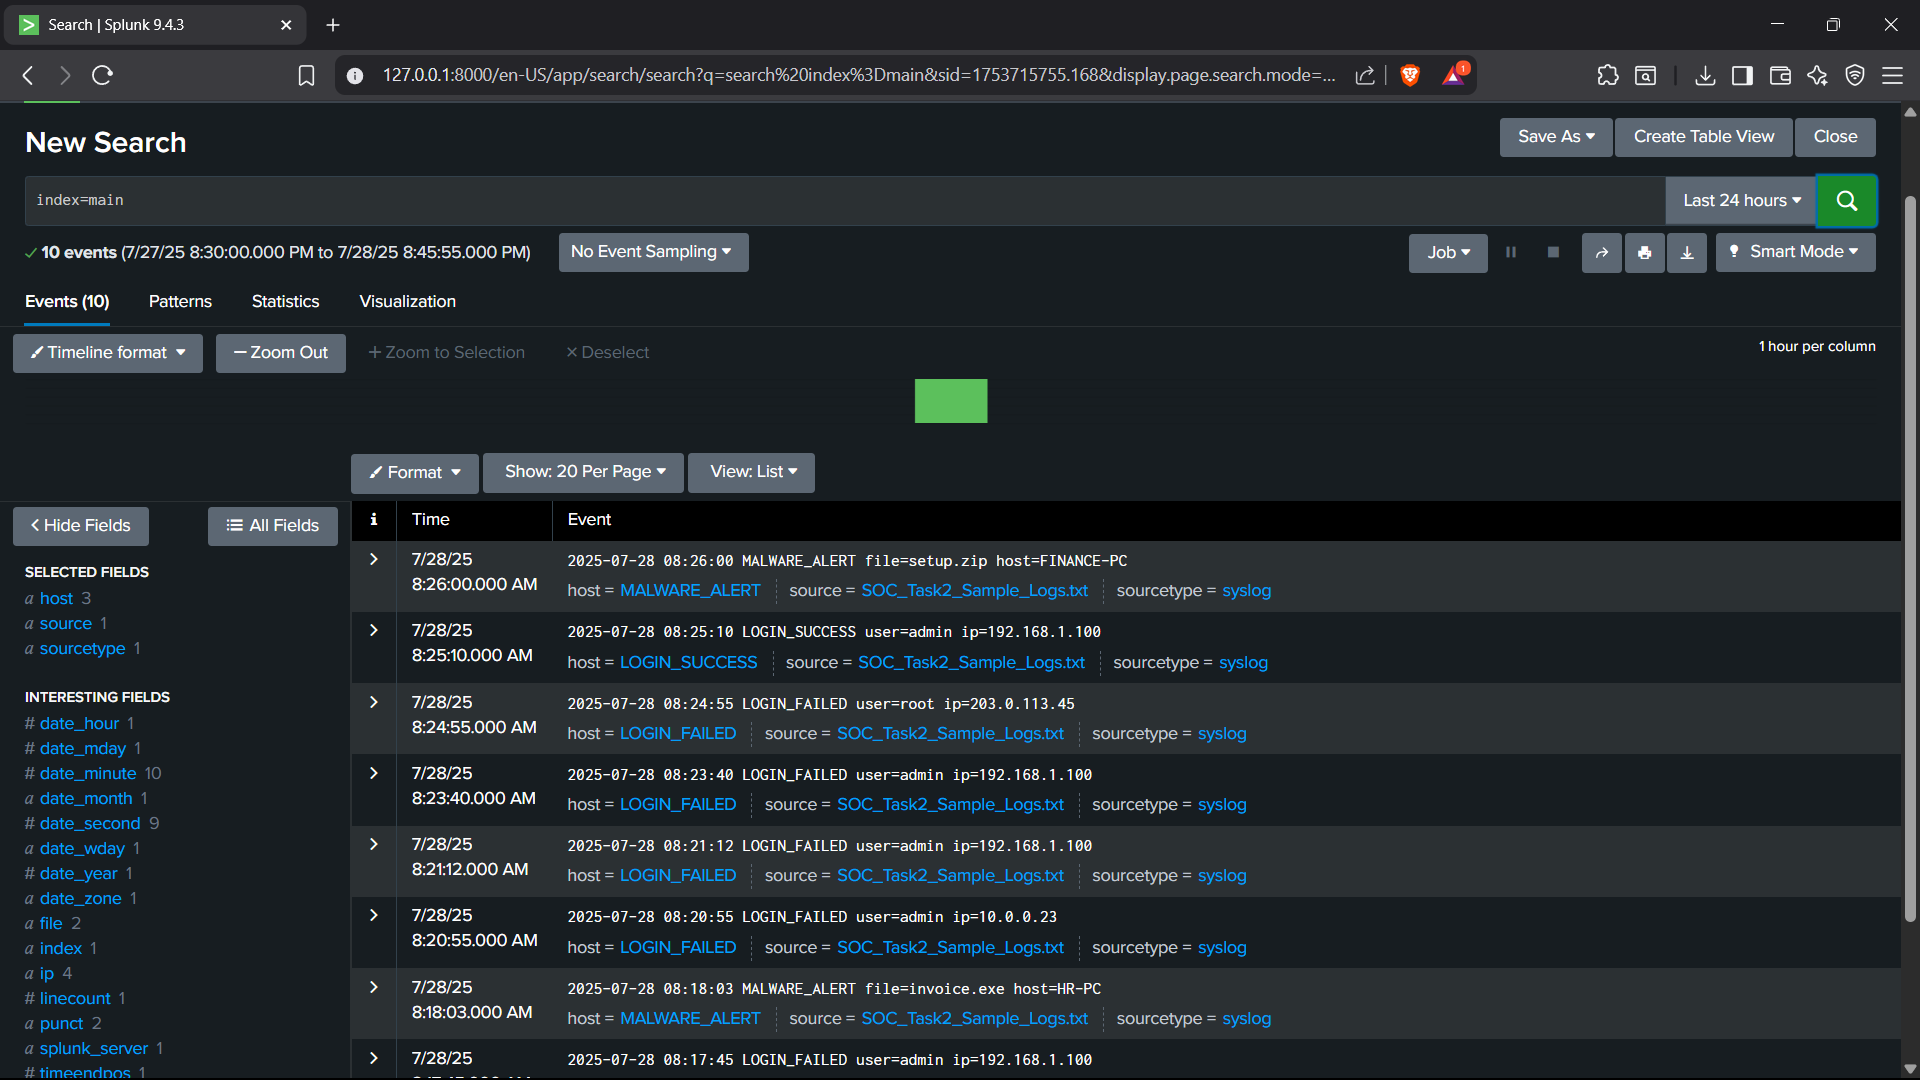 Search | Splunk 9.4.3
127.0.0.1:8000/en-US/app/search/search?q=search%20index%3Dmain&sid=1753715755.168&display.page.search.mode=...
1
New Search
Save As
Create Table View
Close
index=main
Last 24 hours
10 events (7/27/25 8:30:00.000 PM to 7/28/25 8:45:55.000 PM)
No Event Sampling
Job
Smart Mode
Events (10)
Patterns
Statistics
Visualization
Timeline format
– Zoom Out
+ Zoom to Selection
× Deselect
1 hour per column
Format
Show: 20 Per Page
View: List
< Hide Fields
All Fields
i
Time
Event
SELECTED FIELDS
a host 3
a source 1
a sourcetype 1
INTERESTING FIELDS
# date_hour 1
# date_mday 1
# date_minute 10
a date_month 1
# date_second 9
a date_wday 1
# date_year 1
a date_zone 1
a file 2
a index 1
a ip 4
# linecount 1
a punct 2
a splunk_server 1
# timeendpos 1
7/28/25
8:26:00.000 AM
2025-07-28 08:26:00 MALWARE_ALERT file=setup.zip host=FINANCE-PC
host = MALWARE_ALERT source = SOC_Task2_Sample_Logs.txt sourcetype = syslog
7/28/25
8:25:10.000 AM
2025-07-28 08:25:10 LOGIN_SUCCESS user=admin ip=192.168.1.100
host = LOGIN_SUCCESS source = SOC_Task2_Sample_Logs.txt sourcetype = syslog
7/28/25
8:24:55.000 AM
2025-07-28 08:24:55 LOGIN_FAILED user=root ip=203.0.113.45
host = LOGIN_FAILED source = SOC_Task2_Sample_Logs.txt sourcetype = syslog
7/28/25
8:23:40.000 AM
2025-07-28 08:23:40 LOGIN_FAILED user=admin ip=192.168.1.100
host = LOGIN_FAILED source = SOC_Task2_Sample_Logs.txt sourcetype = syslog
7/28/25
8:21:12.000 AM
2025-07-28 08:21:12 LOGIN_FAILED user=admin ip=192.168.1.100
host = LOGIN_FAILED source = SOC_Task2_Sample_Logs.txt sourcetype = syslog
7/28/25
8:20:55.000 AM
2025-07-28 08:20:55 LOGIN_FAILED user=admin ip=10.0.0.23
host = LOGIN_FAILED source = SOC_Task2_Sample_Logs.txt sourcetype = syslog
7/28/25
8:18:03.000 AM
2025-07-28 08:18:03 MALWARE_ALERT file=invoice.exe host=HR-PC
host = MALWARE_ALERT source = SOC_Task2_Sample_Logs.txt sourcetype = syslog
7/28/25
2025-07-28 08:17:45 LOGIN_FAILED user=admin ip=192.168.1.100